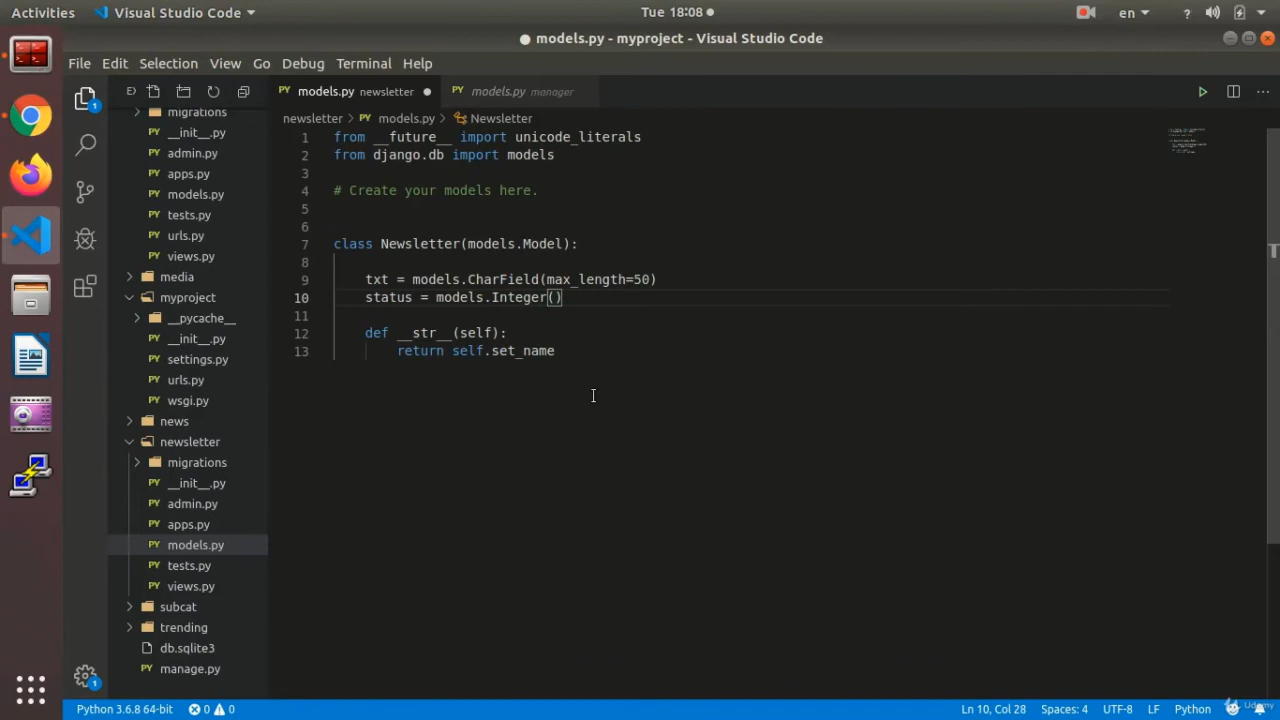 Activities
Visual Studio Code
Tue 18:08
en
models.py - myproject - Visual Studio Code
File Edit Selection View Go Debug Terminal Help
models.py newsletter
models.py manager
newsletter > models.py > Newsletter
migrations
__init__.py
admin.py
apps.py
models.py
tests.py
urls.py
views.py
media
myproject
__pycache__
__init__.py
settings.py
urls.py
wsgi.py
news
newsletter
migrations
__init__.py
admin.py
apps.py
models.py
tests.py
views.py
subcat
trending
db.sqlite3
manage.py
1 from __future__ import unicode_literals
2 from django.db import models
3
4 # Create your models here.
5
6
7 class Newsletter(models.Model):
8
9 txt = models.CharField(max_length=50)
10 status = models.Integer()
11
12 def __str__(self):
13 return self.set_name
1
1
Python 3.6.8 64-bit
0 0
Ln 10, Col 28
Spaces: 4
UTF-8
LF
Python
Udemy